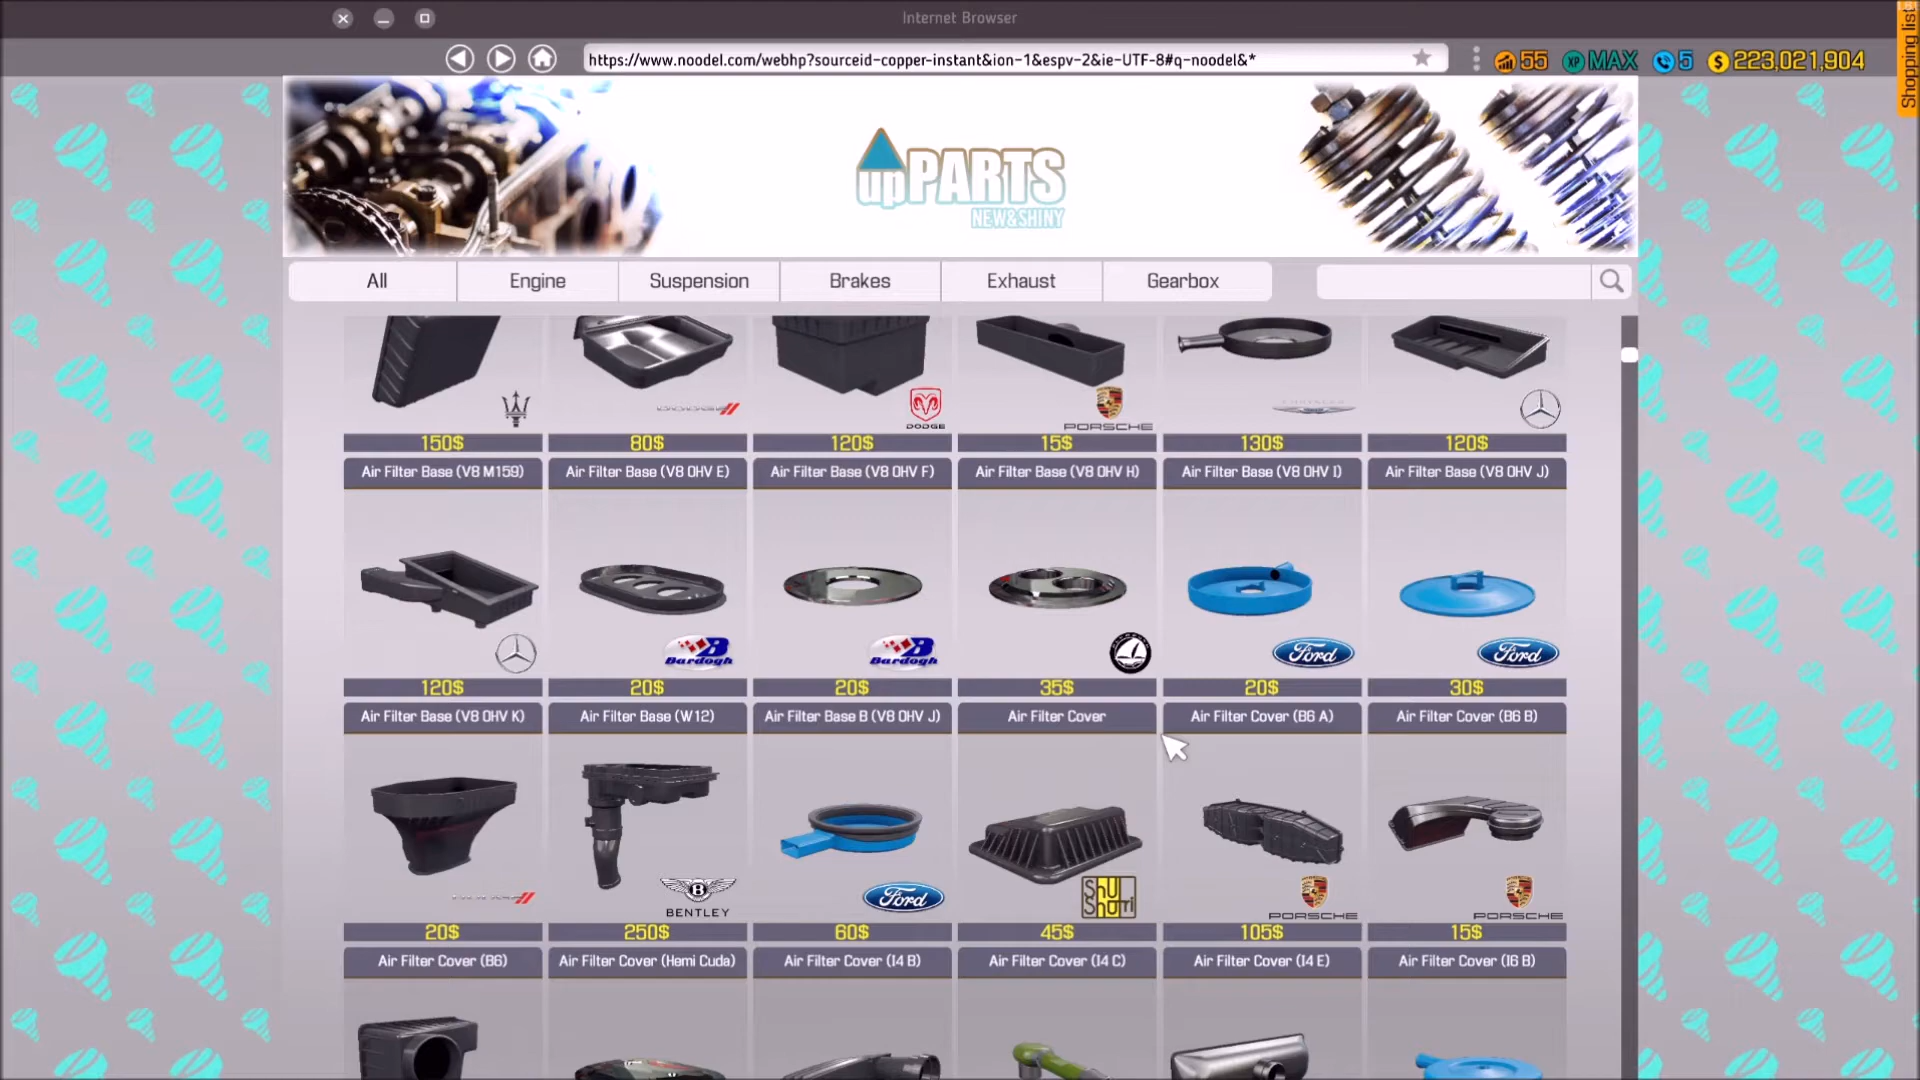 Internet Browser
https://www.noodel.com/webhp?sourceid-copper-instant&ion-1&espv-2&ie-UTF-8#q-noodel&*
55
XP MAX
5
$ 223,021,904
Shopping list
upPARTS
NEW&SHINY
All Engine Suspension Brakes Exhaust Gearbox
DODGE DODGE PORSCHE CHRYSLER
150$ 80$ 120$ 15$ 130$ 120$
Air Filter Base (V8 M159) Air Filter Base (V8 OHV E) Air Filter Base (V8 OHV F) Air Filter Base (V8 OHV H) Air Filter Base (V8 OHV I) Air Filter Base (V8 OHV J)
B Bardogh B Bardogh Ford Ford
120$ 20$ 20$ 35$ 20$ 30$
Air Filter Base (V8 OHV K) Air Filter Base (W12) Air Filter Base B (V8 OHV J) Air Filter Cover Air Filter Cover (B6 A) Air Filter Cover (B6 B)
B BENTLEY Ford Shu Shutri PORSCHE PORSCHE
20$ 250$ 60$ 45$ 105$ 15$
Air Filter Cover (B6) Air Filter Cover (Hemi Cuda) Air Filter Cover (I4 B) Air Filter Cover (I4 C) Air Filter Cover (I4 E) Air Filter Cover (I6 B)